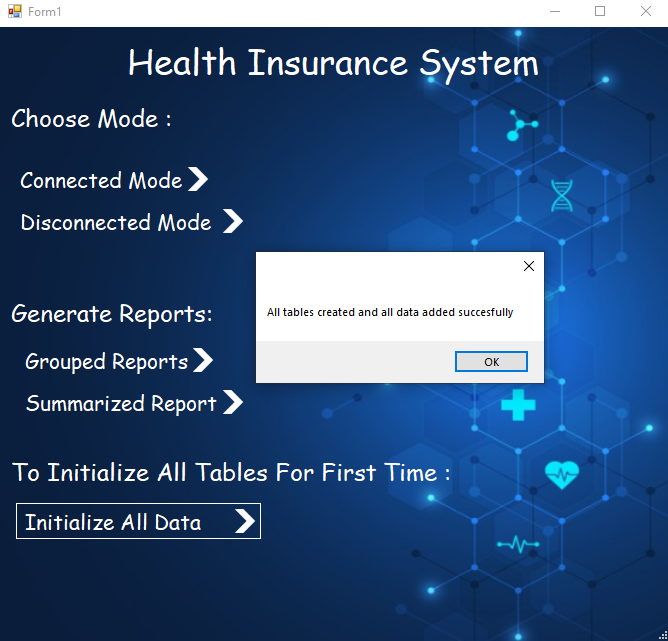 Form1
Health Insurance System
Choose Mode :
Connected Mode
Disconnected Mode
All tables created and all data added succesfully
OK
Generate Reports:
Grouped Reports
Summarized Report
To Initialize All Tables For First Time :
Initialize All Data